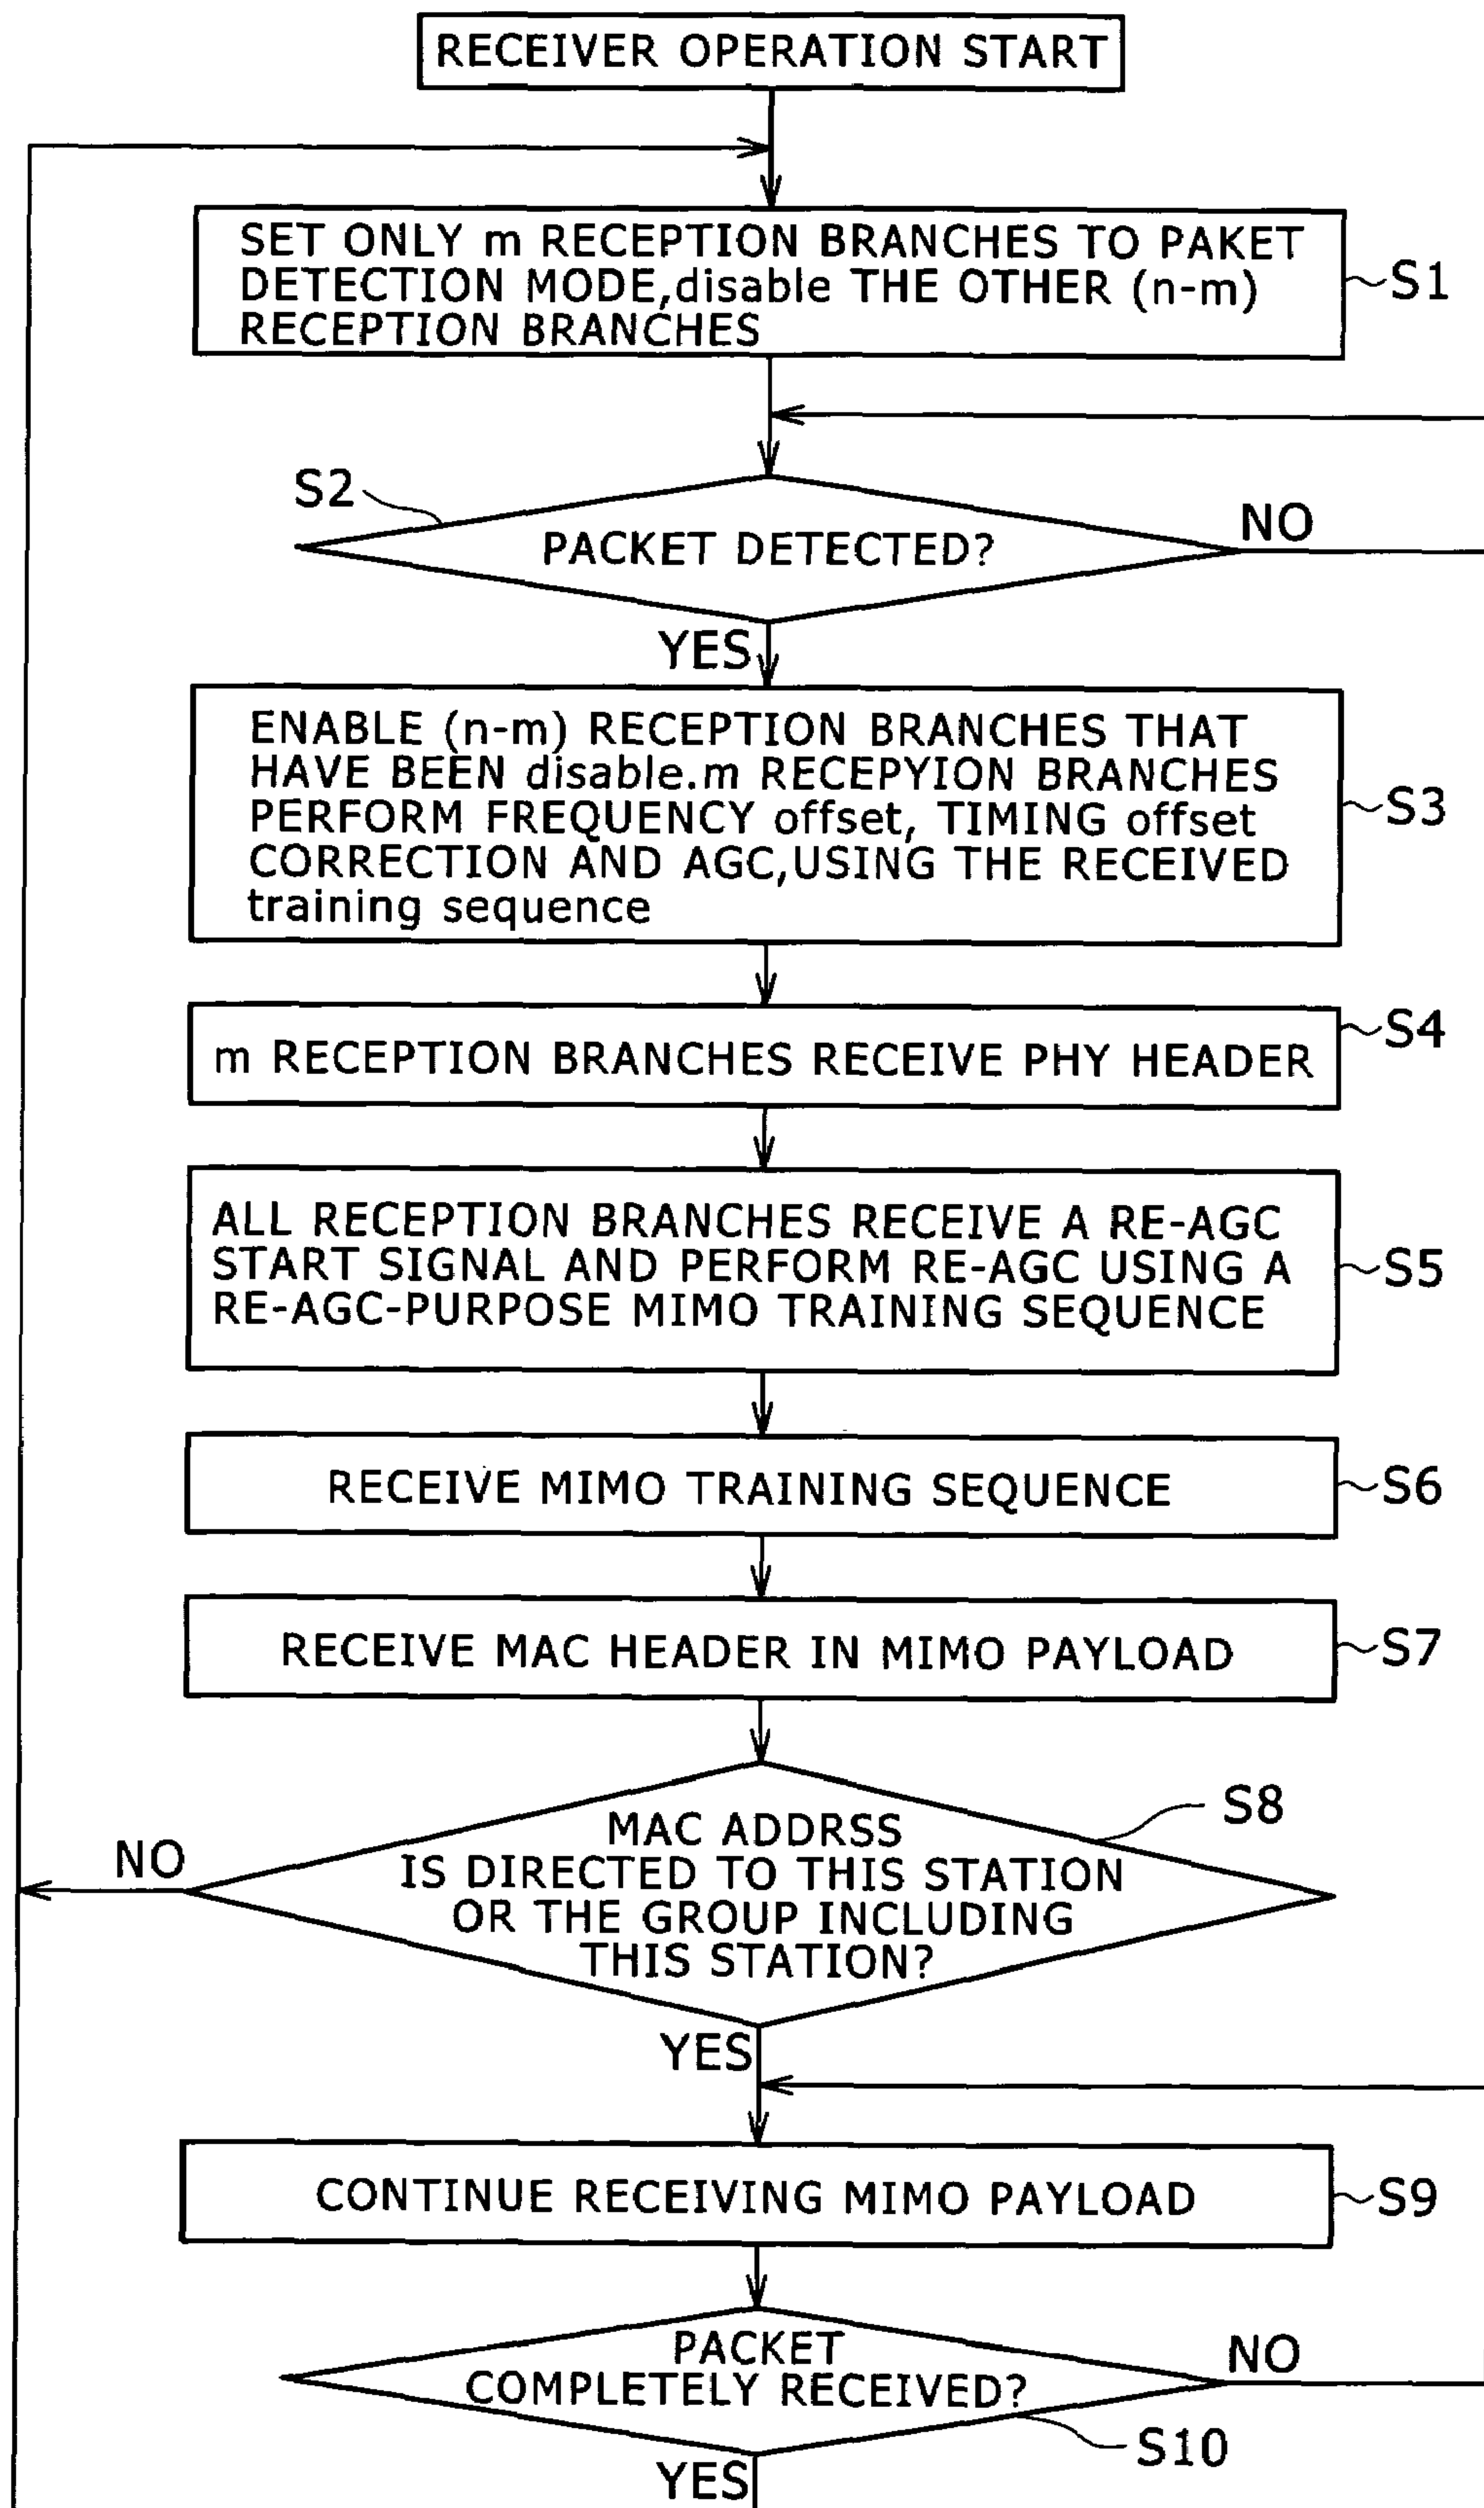 RECEIVER OPERATION START
SET ONLY m RECEPTION BRANCHES TO PAKET
DETECTION MODE,disable THE OTHER (n-m)
RECEPTION BRANCHES
S1
S2
PACKET DETECTED?
NO
YES
ENABLE (n-m) RECEPTION BRANCHES THAT
HAVE BEEN disable.m RECEPYION BRANCHES
PERFORM FREQUENCY offset, TIMING offset
CORRECTION AND AGC,USING THE RECEIVED
training sequence
S3
m RECEPTION BRANCHES RECEIVE PHY HEADER
S4
ALL RECEPTION BRANCHES RECEIVE A RE-AGC
START SIGNAL AND PERFORM RE-AGC USING A
RE-AGC-PURPOSE MIMO TRAINING SEQUENCE
S5
RECEIVE MIMO TRAINING SEQUENCE
S6
RECEIVE MAC HEADER IN MIMO PAYLOAD
S7
S8
MAC ADDRSS
IS DIRECTED TO THIS STATION
OR THE GROUP INCLUDING
THIS STATION?
NO
YES
CONTINUE RECEIVING MIMO PAYLOAD
S9
PACKET
COMPLETELY RECEIVED?
NO
S10
YES